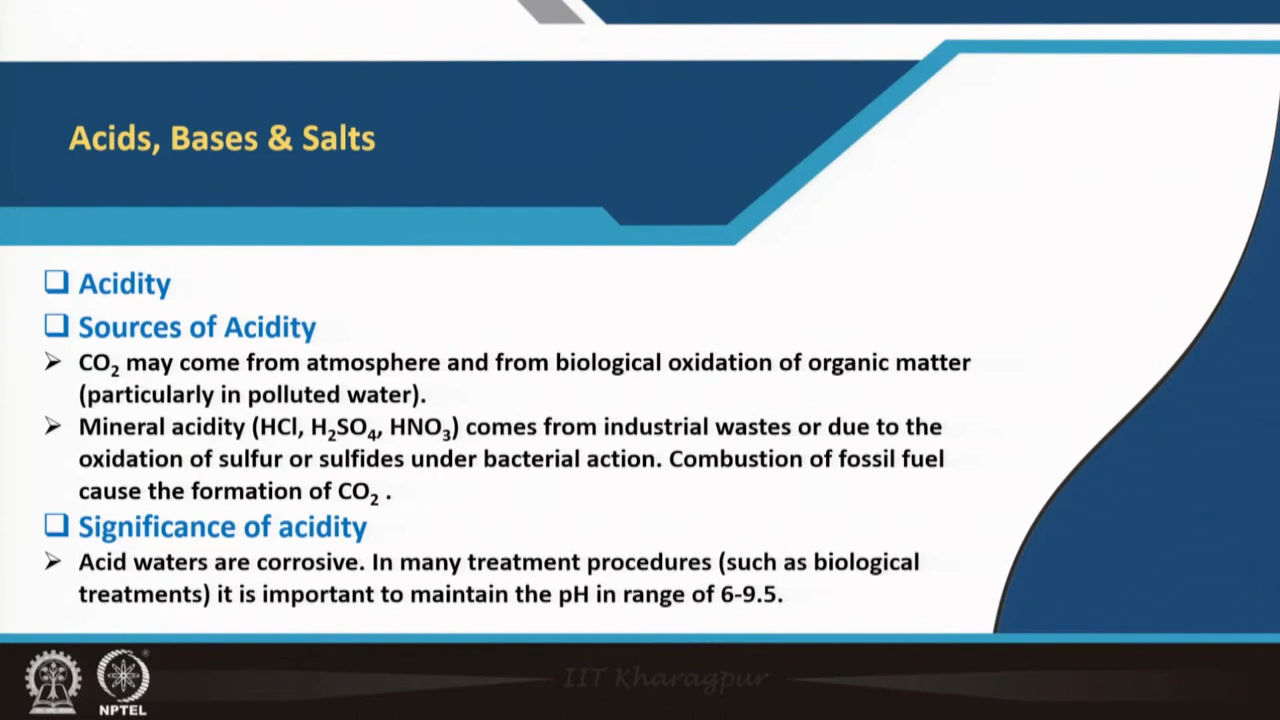 Acids, Bases & Salts
❑ Acidity
❑ Sources of Acidity
➢ CO₂ may come from atmosphere and from biological oxidation of organic matter
(particularly in polluted water).
➢ Mineral acidity (HCl, H₂SO₄, HNO₃) comes from industrial wastes or due to the
oxidation of sulfur or sulfides under bacterial action. Combustion of fossil fuel
cause the formation of CO₂ .
❑ Significance of acidity
➢ Acid waters are corrosive. In many treatment procedures (such as biological
treatments) it is important to maintain the pH in range of 6-9.5.
IIT Kharagpur
NPTEL